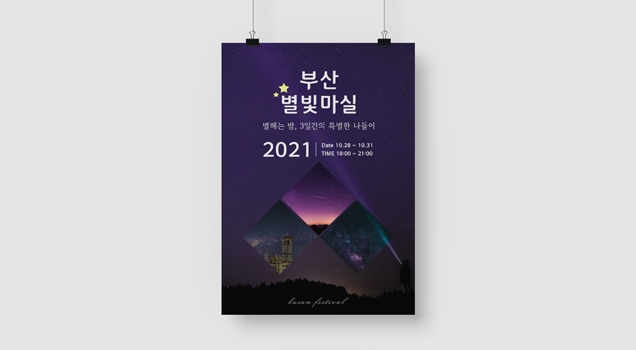 부산
별빛마실
별헤는 밤, 3일간의 특별한 나들이
2021
Date 10.28 ~ 10.31
TIME 18:00 ~ 21:00
busan festival